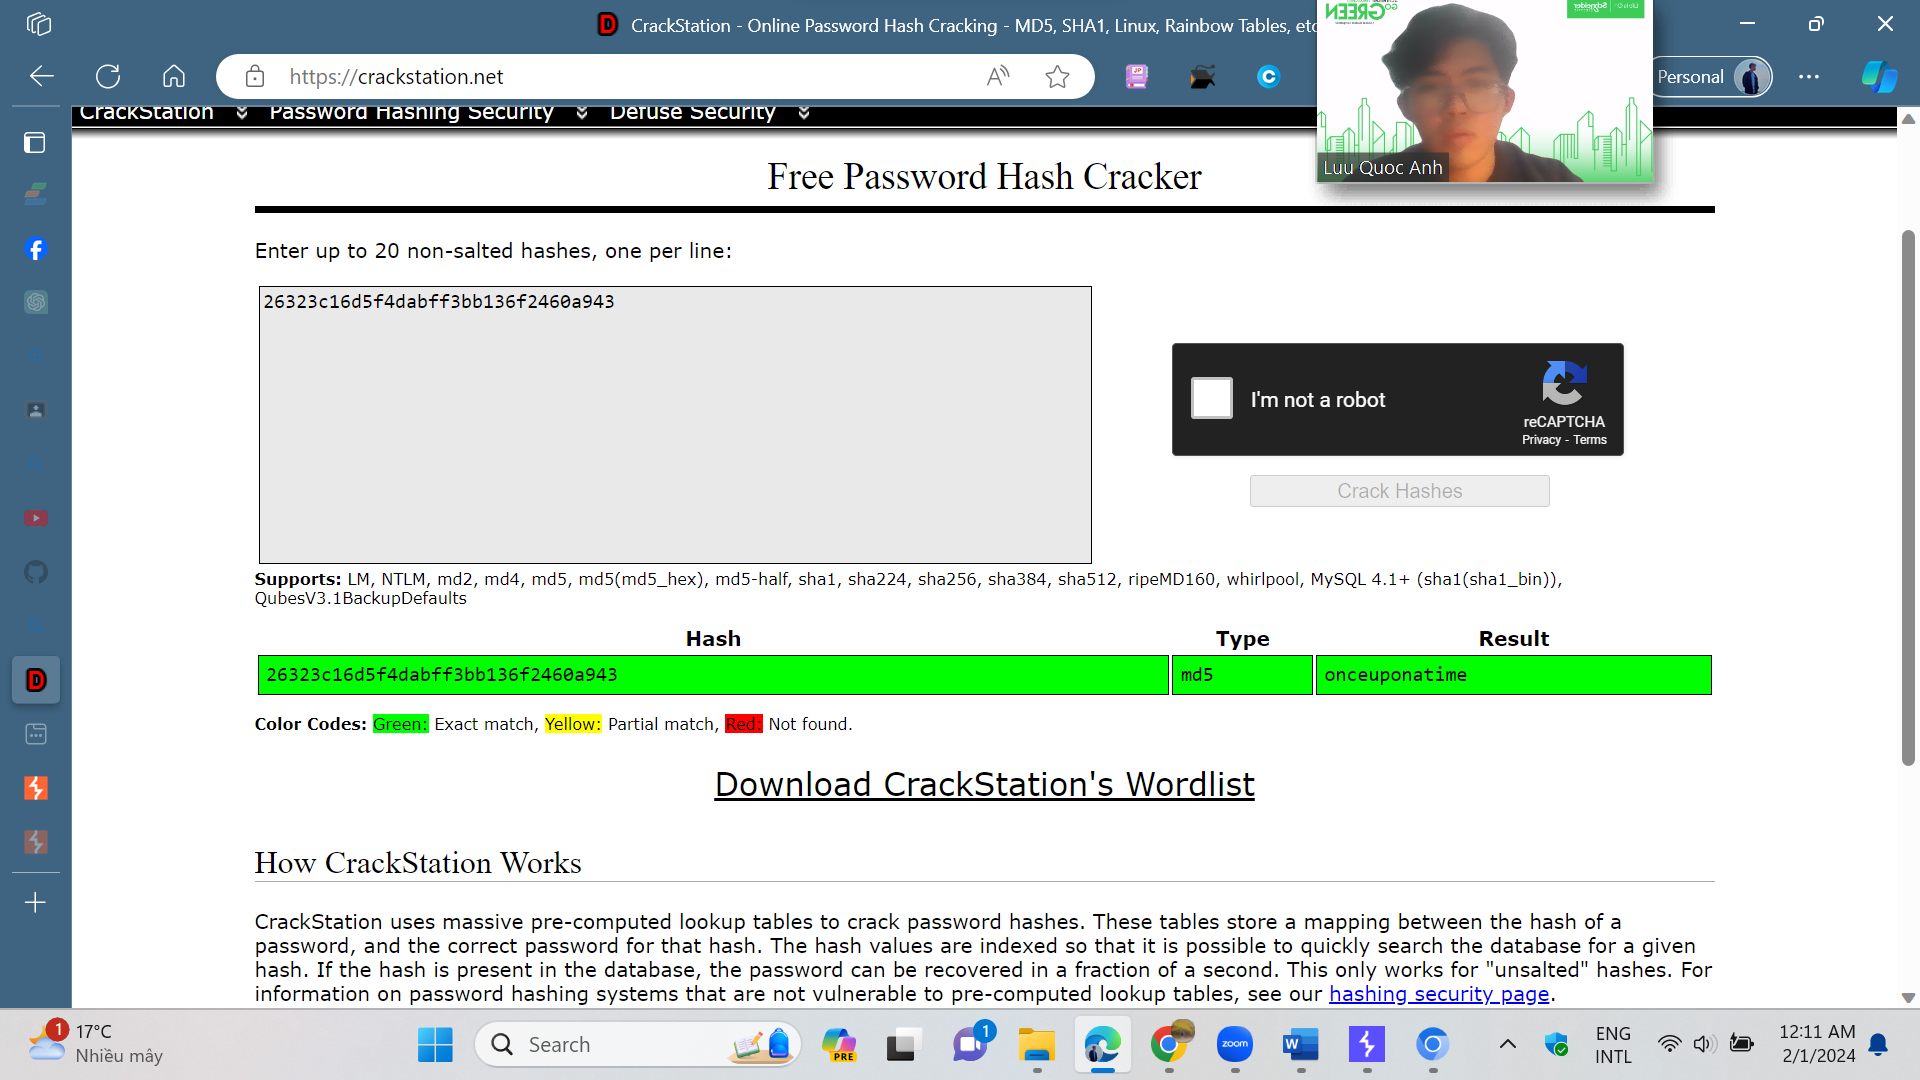 CrackStation - Online Password Hash Cracking - MD5, SHA1, Linux, Rainbow Tables, etc
https://crackstation.net
Personal
GO GREEN
Schneider
Luu Quoc Anh
CrackStation
Password Hashing Security
Defuse Security
Free Password Hash Cracker
Enter up to 20 non-salted hashes, one per line:
26323c16d5f4dabff3bb136f2460a943
I'm not a robot
reCAPTCHA
Privacy - Terms
Crack Hashes
Supports: LM, NTLM, md2, md4, md5, md5(md5_hex), md5-half, sha1, sha224, sha256, sha384, sha512, ripeMD160, whirlpool, MySQL 4.1+ (sha1(sha1_bin)),
QubesV3.1BackupDefaults
Hash Type Result
26323c16d5f4dabff3bb136f2460a943 md5 onceuponatime
Color Codes: Green: Exact match, Yellow: Partial match, Red: Not found.
Download CrackStation's Wordlist
How CrackStation Works
CrackStation uses massive pre-computed lookup tables to crack password hashes. These tables store a mapping between the hash of a
password, and the correct password for that hash. The hash values are indexed so that it is possible to quickly search the database for a given
hash. If the hash is present in the database, the password can be recovered in a fraction of a second. This only works for "unsalted" hashes. For
information on password hashing systems that are not vulnerable to pre-computed lookup tables, see our hashing security page.
1
17°C
Nhiều mây
Search
PRE
1
zoom
ENG
INTL
12:11 AM
2/1/2024